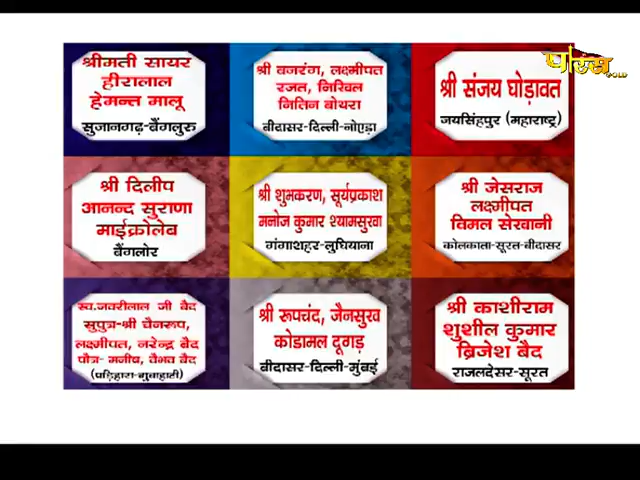 पारस
GOLD
श्रीमती सायर
हीरालाल
हेमन्त मालू
सुजानगढ़-बैंगलुरु
श्री बजरंग, लक्ष्मीपत
रजत, निखिल
नितिन बोथरा
बीदासर-दिल्ली-नोएड़ा
श्री संजय घोड़ावत
जयसिंहपुर (महाराष्ट्र)
श्री दिलीप
आनन्द सुराणा
माईक्रोलेब
बैंगलोर
श्री शुभकरण, सूर्यप्रकाश
मनोज कुमार श्यामसुखा
गंगाशहर-लुधियाना
श्री जेसराज
लक्ष्मीपत
विमल सेखानी
कोलकाता-सूरत-बीदासर
स्व.जवरीलाल जी बैद
सुपुत्र-श्री चैनरूप,
लक्ष्मीपत, नरेन्द्र बैद
पौत्र- मनीष, वैभव बैद
(पड़िहारा-गुवाहाटी)
श्री रूपचंद, जैनसुख
कोडामल दूगड़
बीदासर-दिल्ली-मुंबई
श्री काशीराम
शुशील कुमार
ब्रिजेश बैद
राजलदेसर-सूरत